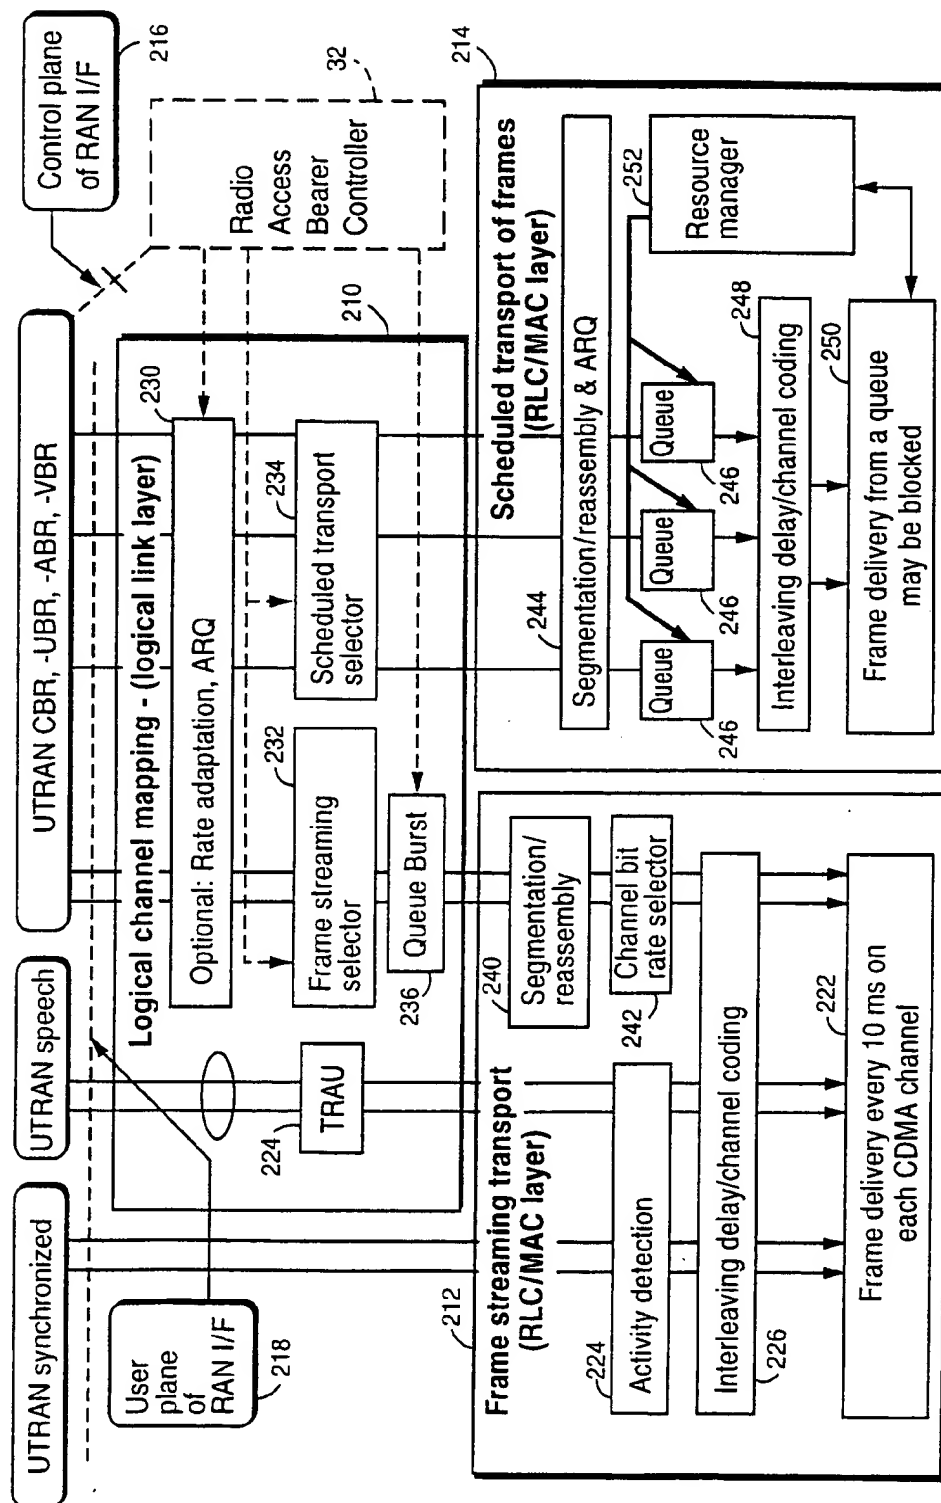 UTRAN synchronized
UTRAN speech
UTRAN CBR, -UBR, -ABR, -VBR
Control plane
of RAN I/F
216
User
plane
of
RAN I/F
218
Radio
Access
Bearer
Controller
32
Logical channel mapping - (logical link layer)
210
230
Optional: Rate adaptation, ARQ
224
TRAU
232
Frame streaming
selector
234
Scheduled transport
selector
236
Queue Burst
212
Frame streaming transport
(RLC/MAC layer)
224
Activity detection
240
Segmentation/
reassembly
242
Channel bit
rate selector
226
Interleaving delay/channel coding
222
Frame delivery every 10 ms on
each CDMA channel
214
Scheduled transport of frames
(RLC/MAC layer)
244
Segmentation/reassembly & ARQ
252
Resource
manager
Queue
246
Queue
246
Queue
246
248
Interleaving delay/channel coding
250
Frame delivery from a queue
may be blocked